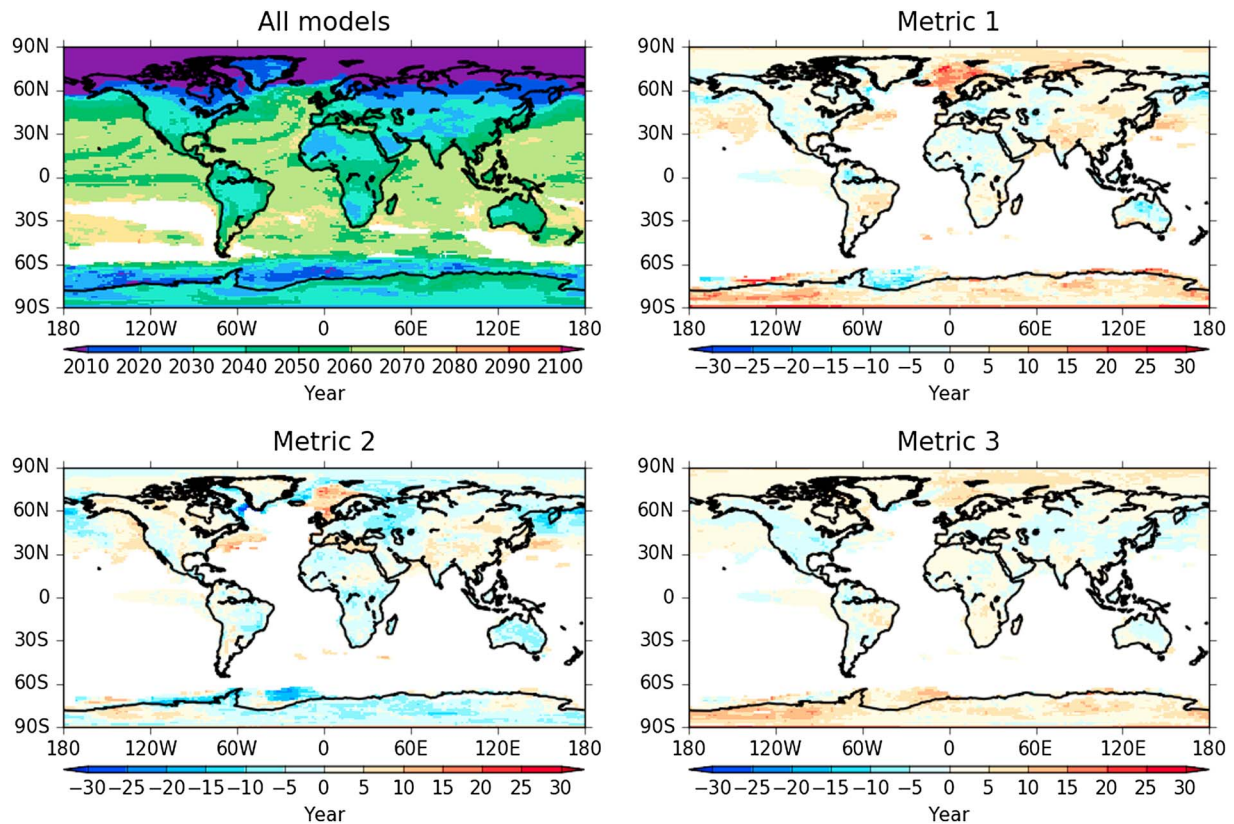 All models
90N
60N
30N
0
30S
60S
90S
180 120W 60W 0 60E 120E 180
2010 2020 2030 2040 2050 2060 2070 2080 2090 2100
Year
Metric 1
90N
60N
30N
0
30S
60S
90S
180 120W 60W 0 60E 120E 180
−30 −25 −20 −15 −10 −5 0 5 10 15 20 25 30
Year
Metric 2
90N
60N
30N
0
30S
60S
90S
180 120W 60W 0 60E 120E 180
−30 −25 −20 −15 −10 −5 0 5 10 15 20 25 30
Year
Metric 3
90N
60N
30N
0
30S
60S
90S
180 120W 60W 0 60E 120E 180
−30 −25 −20 −15 −10 −5 0 5 10 15 20 25 30
Year